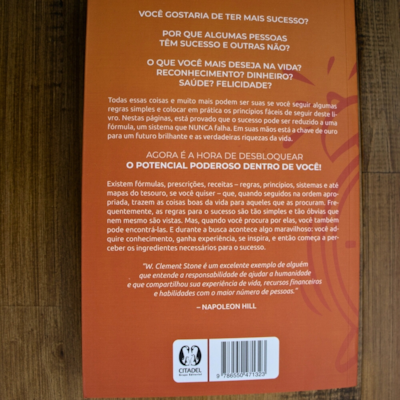 VOCÊ GOSTARIA DE TER MAIS SUCESSO?
POR QUE ALGUMAS PESSOAS
TÊM SUCESSO E OUTRAS NÃO?
O QUE VOCÊ MAIS DESEJA NA VIDA?
RECONHECIMENTO? DINHEIRO?
SAÚDE? FELICIDADE?
Todas essas coisas e muito mais podem ser suas se você seguir algumas
regras simples e colocar em prática os princípios fáceis de seguir deste
livro. Nestas páginas, está provado que o sucesso pode ser reduzido a uma
fórmula, um sistema que NUNCA falha. Em suas mãos está a chave de ouro
para um futuro brilhante e as verdadeiras riquezas da vida.
AGORA É A HORA DE DESBLOQUEAR
O POTENCIAL PODEROSO DENTRO DE VOCÊ!
Existem fórmulas, prescrições, receitas – regras, princípios, sistemas e até
mapas do tesouro, se você quiser – que, quando seguidos na ordem apro-
priada, trazem as coisas boas da vida para aqueles que as procuram. Fre-
quentemente, as regras para o sucesso são tão simples e tão óbvias que
nem mesmo são vistas. Mas, quando você procura por elas, você também
pode encontrá-las. E durante a busca acontece algo maravilhoso: você ad-
quire conhecimento, ganha experiência, se inspira, e então começa a per-
ceber os ingredientes necessários para o sucesso.
"W. Clement Stone é um excelente exemplo de alguém
que entende a responsabilidade de ajudar a humanidade
e que compartilhou sua experiência de vida, recursos financeiros
e habilidades com o maior número de pessoas."
– NAPOLEON HILL
CITADEL
Grupo Editorial
9 786550 471323